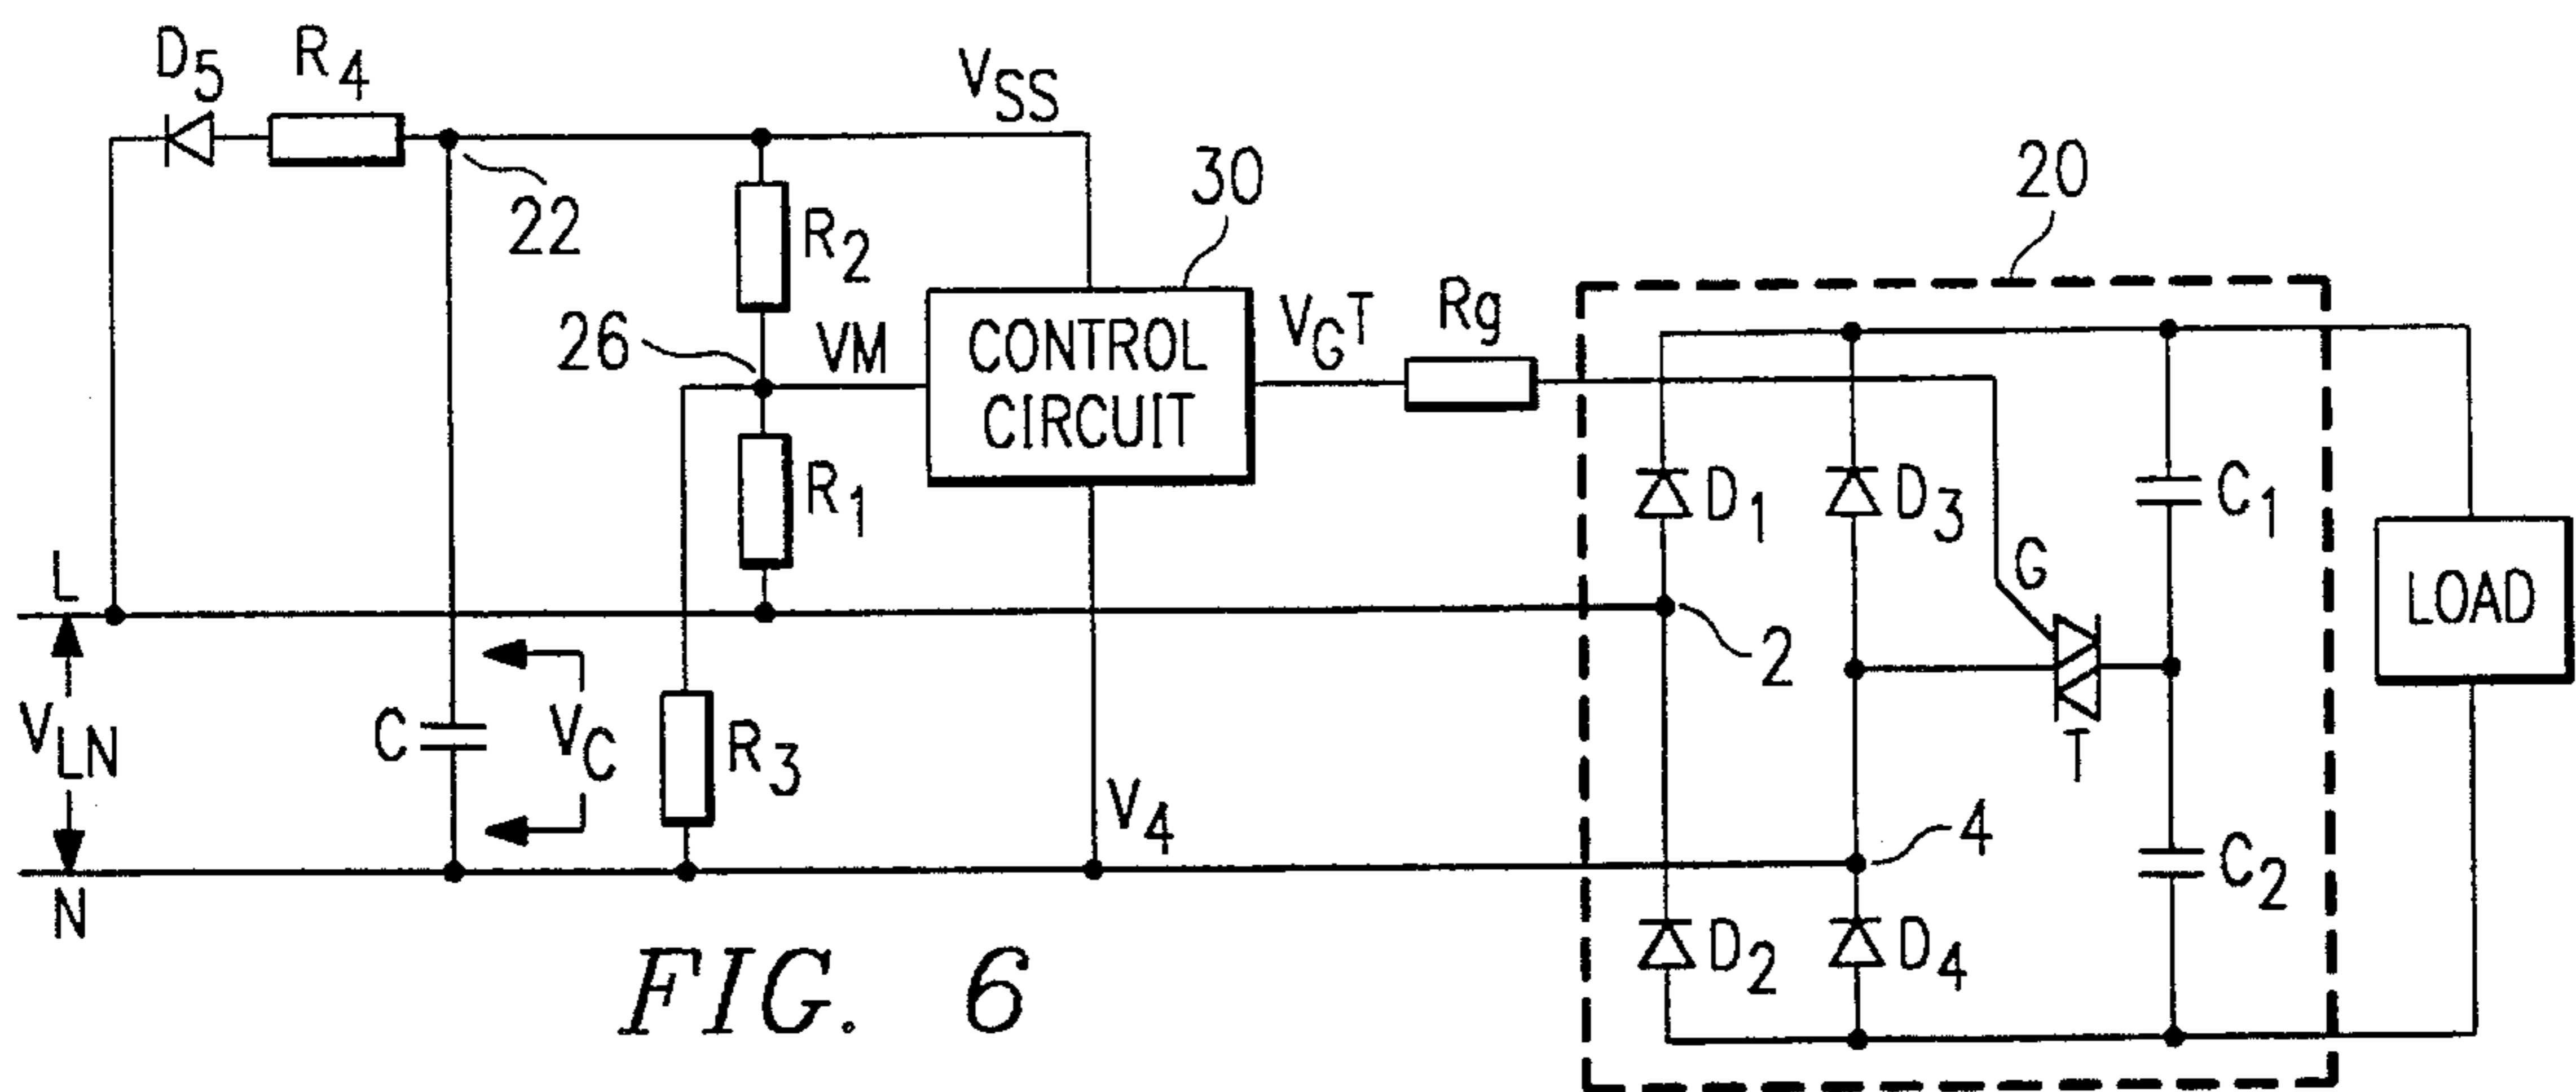 D5
R4
VSS
22
R2
30
20
26
VM
CONTROL
CIRCUIT
VGT
Rg
R1
D1
D3
C1
G
L
2
LOAD
T
VLN
C
VC
R3
V4
4
C2
N
D2
D4
FIG. 6